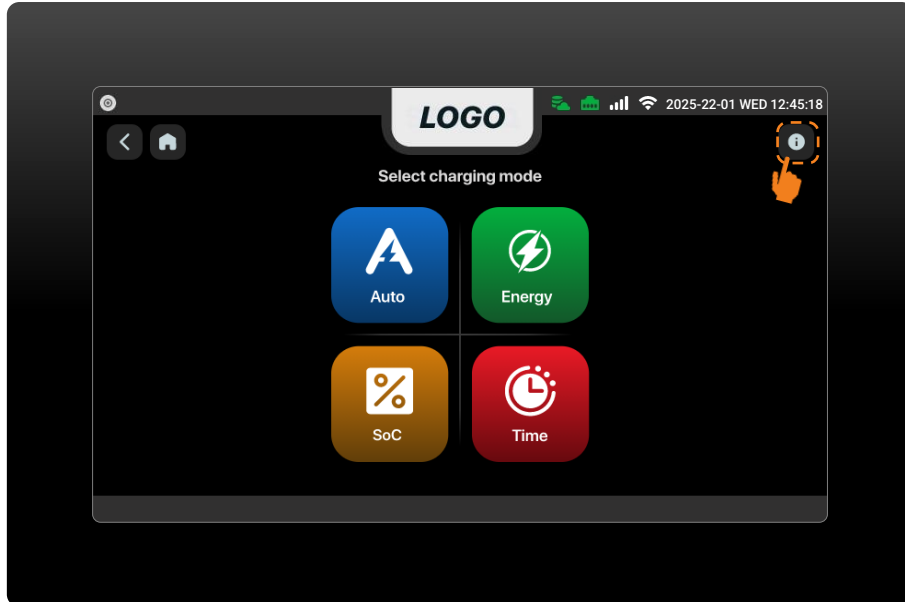 LOGO
2025-22-01 WED 12:45:18
Select charging mode
Auto
Energy
SoC
Time